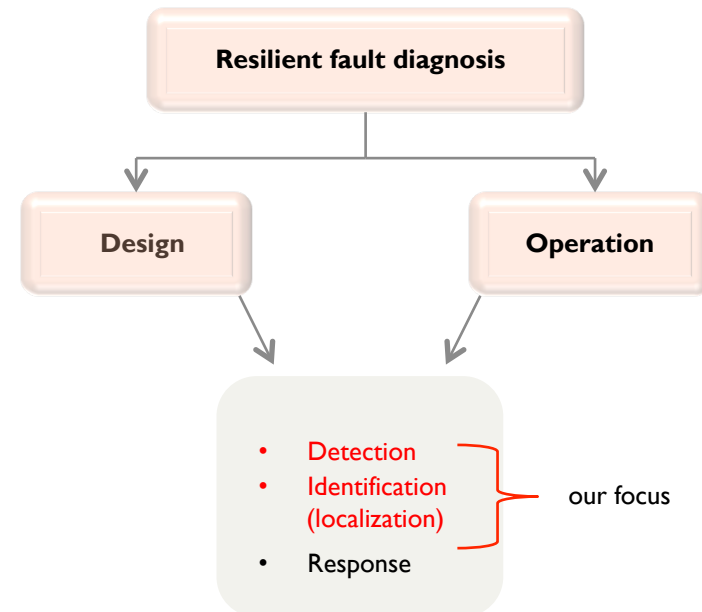 Resilient fault diagnosis
Design
Operation
• Detection
• Identification
(localization)
• Response
our focus